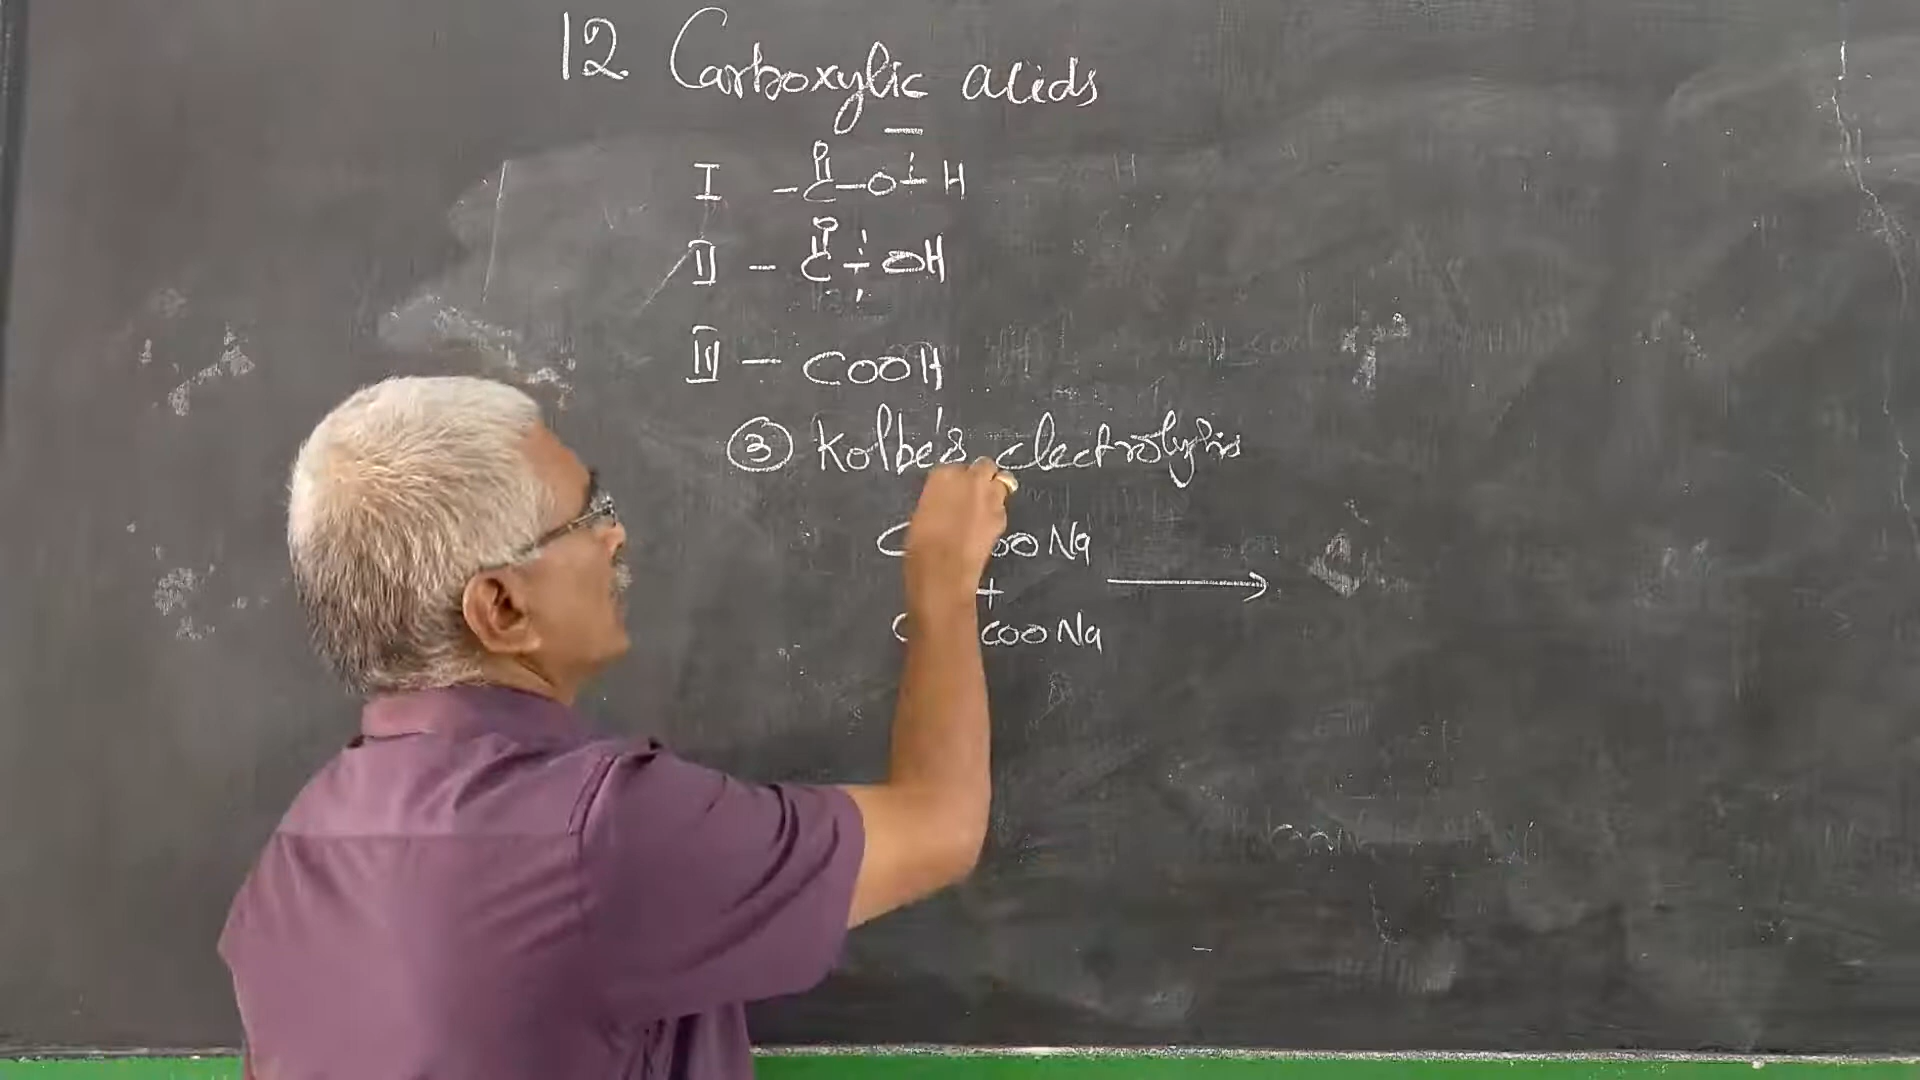 12 Carboxylic acids
O
I -C-O-H
O
II - C-OH
III - COOH
③ Kolbe's electrolysis
COONa
+
COONa